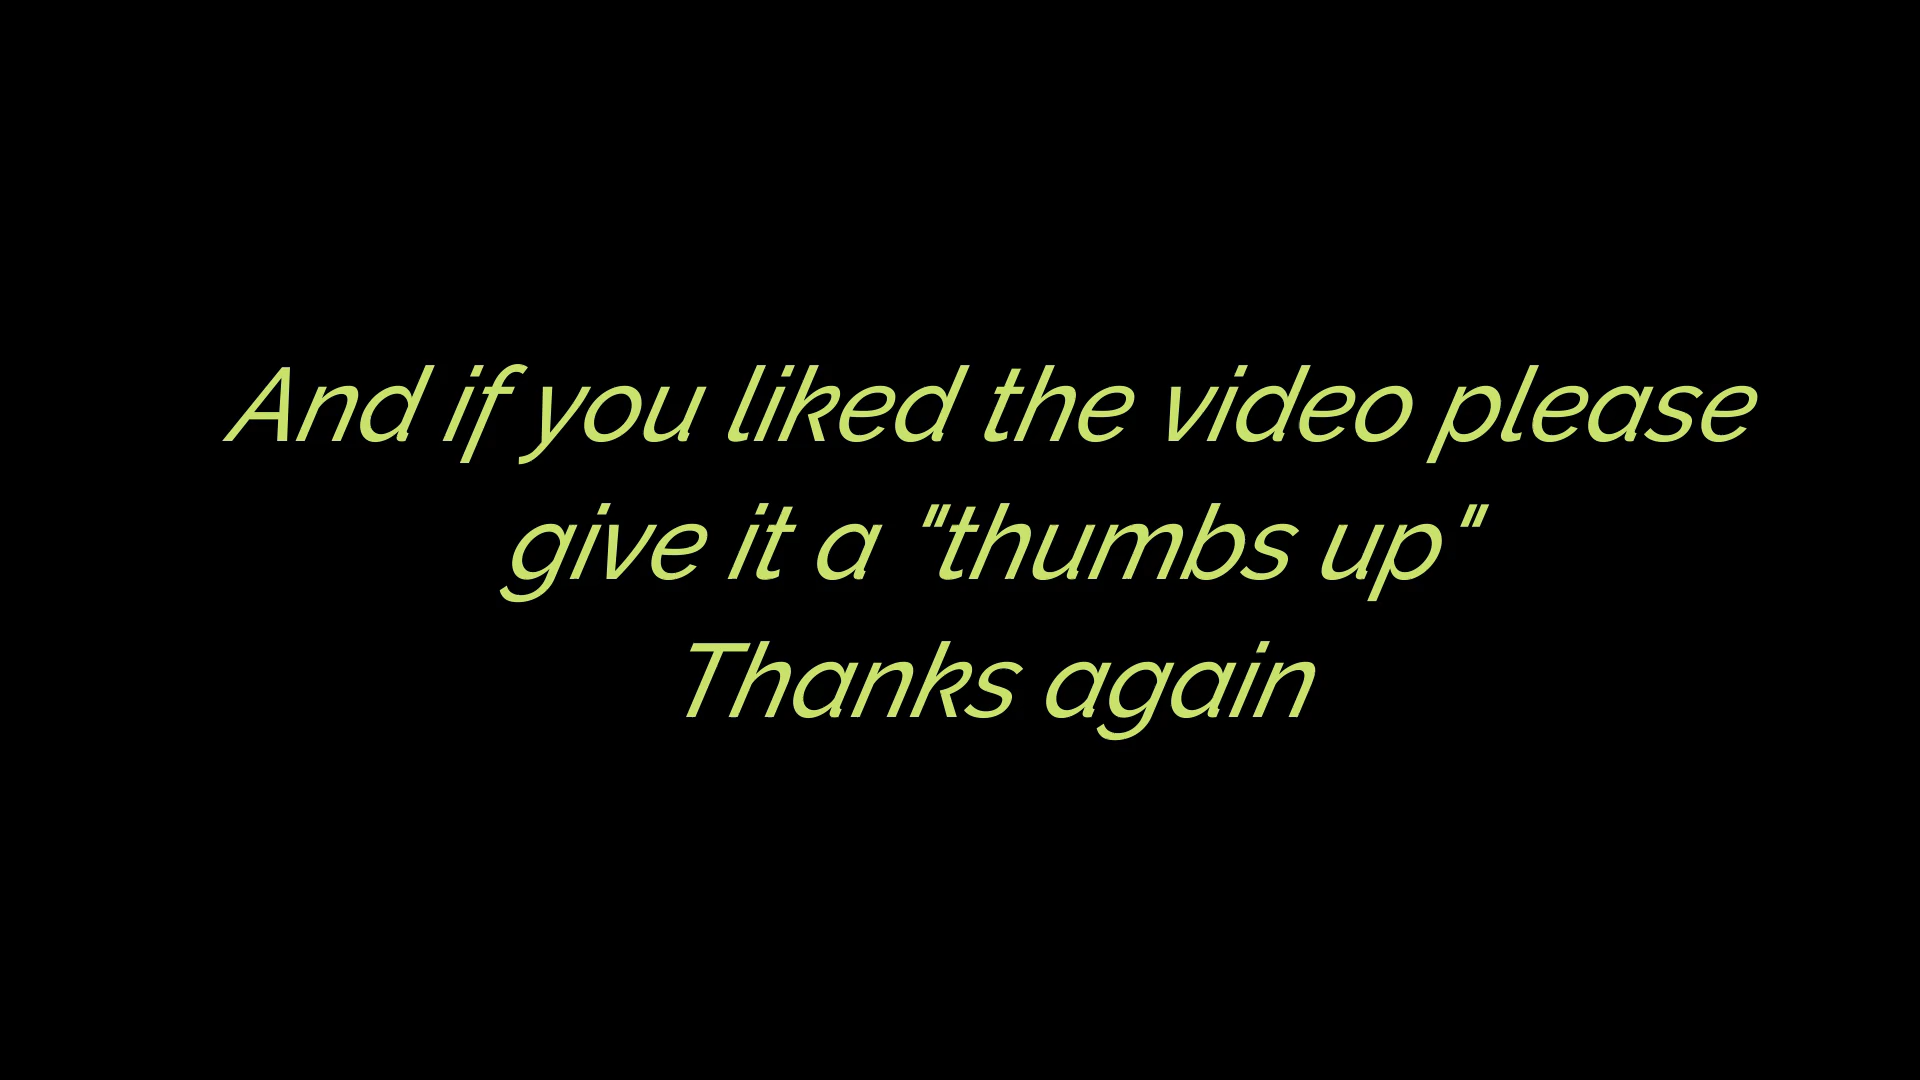 And if you liked the video please
give it a "thumbs up"
Thanks again